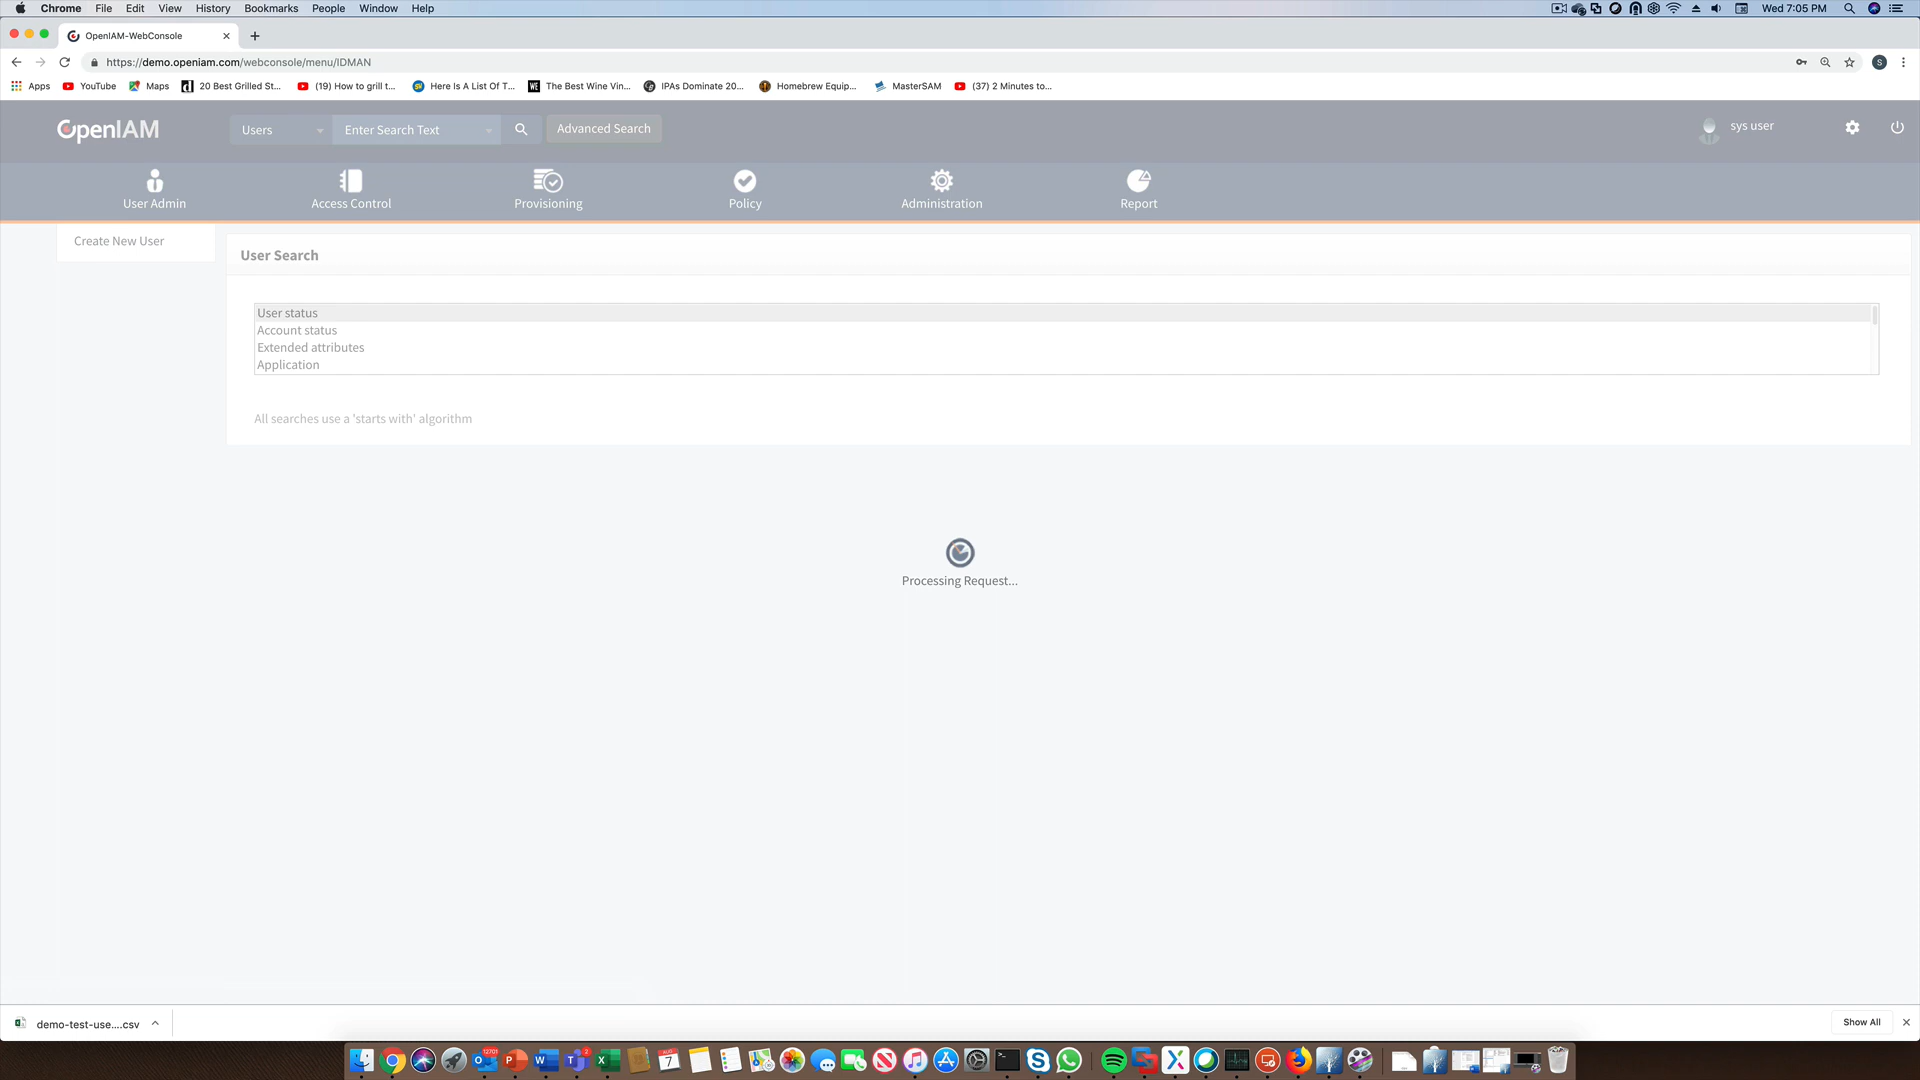 Chrome File Edit View History Bookmarks People Window Help
Wed 7:05 PM
OpenIAM-WebConsole
https://demo.openiam.com/webconsole/menu/IDMAN
S
Apps YouTube Maps 20 Best Grilled St... (19) How to grill t... Here Is A List Of T... The Best Wine Vin... IPAs Dominate 20... Homebrew Equip... MasterSAM (37) 2 Minutes to...
OpenIAM
Users Enter Search Text Advanced Search sys user
User Admin Access Control Provisioning Policy Administration Report
Create New User
User Search
User status
Account status
Extended attributes
Application
All searches use a 'starts with' algorithm
Processing Request...
demo-test-use....csv
Show All